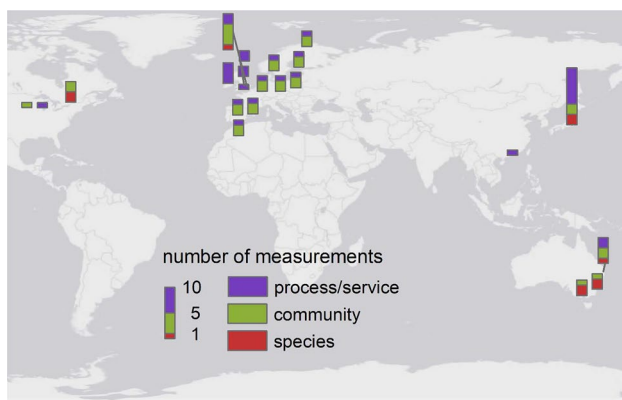 number of measurements
10 process/service
5 community
1 species